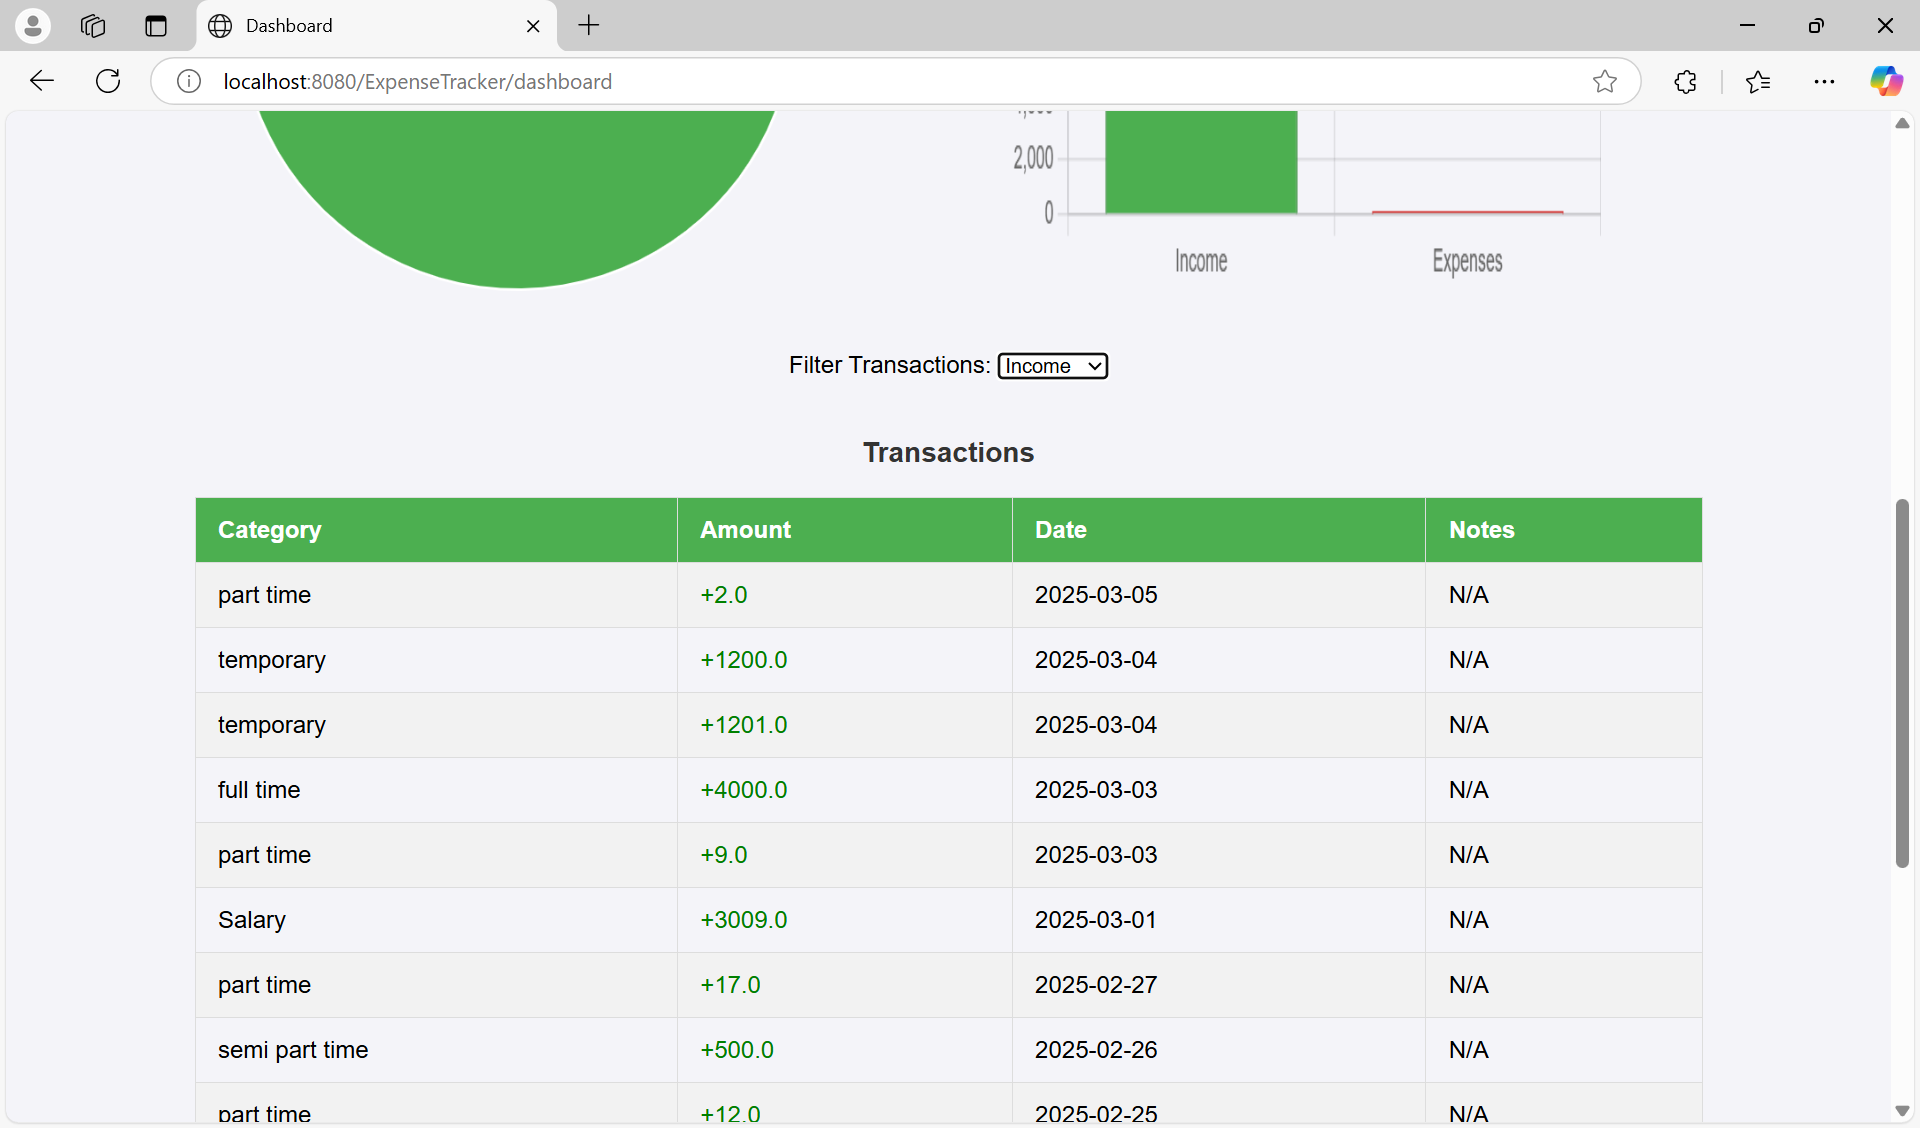 Dashboard
localhost:8080/ExpenseTracker/dashboard
2,000
0
Income Expenses
Filter Transactions: Income
Transactions
Category Amount Date Notes
part time +2.0 2025-03-05 N/A
temporary +1200.0 2025-03-04 N/A
temporary +1201.0 2025-03-04 N/A
full time +4000.0 2025-03-03 N/A
part time +9.0 2025-03-03 N/A
Salary +3009.0 2025-03-01 N/A
part time +17.0 2025-02-27 N/A
semi part time +500.0 2025-02-26 N/A
part time +12.0 2025-02-25 N/A